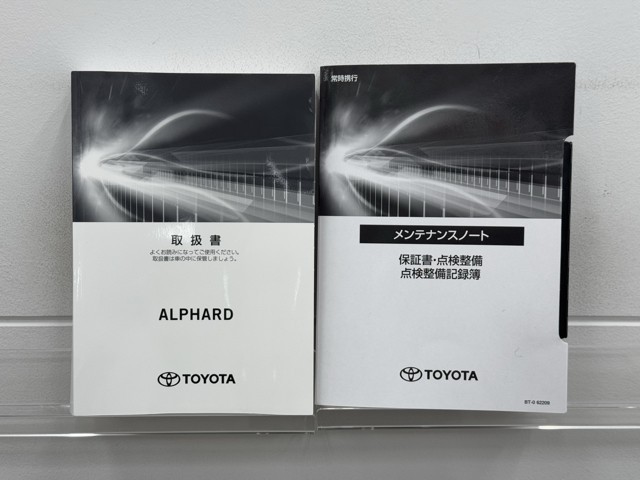 取扱書
よくお読みになってご使用ください。
取扱書は車の中に保管しましょう。
ALPHARD
TOYOTA
常時携行
メンテナンスノート
保証書・点検整備
点検整備記録簿
TOYOTA